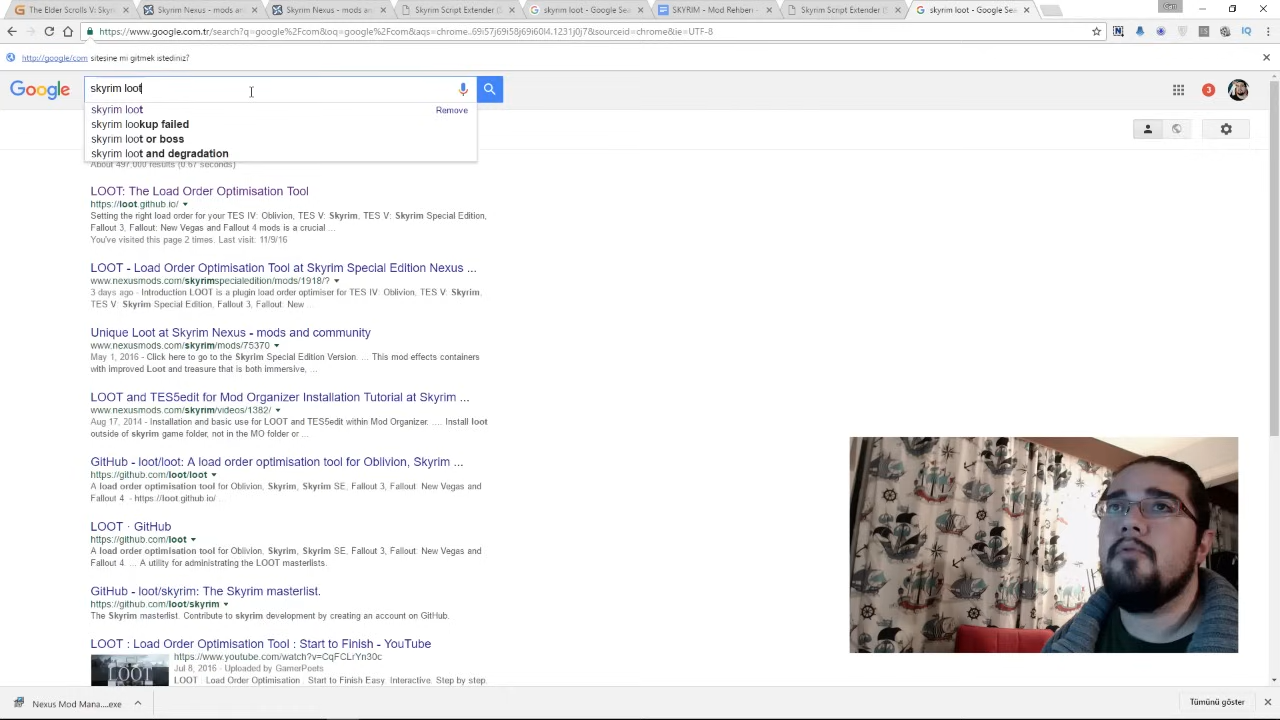 The Elder Scrolls V: Skyri
Skyrim Nexus - mods an
Skyrim Nexus - mods an
Skyrim Script Extender (S
skyrim loot - Google Sea
SKYRIM - Mod Rehberi -
Skyrim Script Extender (S
skyrim loot - Google Sea
https://www.google.com.tr/search?q=google%2Fcom&oq=google%2Fcom&aqs=chrome..69i57j69i58j69i60l4.1231j0j7&sourceid=chrome&ie=UTF-8
http://google/com sitesine mi gitmek istediniz?
Google
skyrim loot
3
skyrim loot
Remove
skyrim lookup failed
skyrim loot or boss
skyrim loot and degradation
About 497,000 results (0.67 seconds)
LOOT: The Load Order Optimisation Tool
https://loot.github.io/
Setting the right load order for your TES IV: Oblivion, TES V: Skyrim, TES V: Skyrim Special Edition,
Fallout 3, Fallout: New Vegas and Fallout 4 mods is a crucial ...
You've visited this page 2 times. Last visit: 11/9/16
LOOT - Load Order Optimisation Tool at Skyrim Special Edition Nexus ...
www.nexusmods.com/skyrimspecialedition/mods/1918/?
3 days ago - Introduction LOOT is a plugin load order optimiser for TES IV: Oblivion, TES V: Skyrim,
TES V: Skyrim Special Edition, Fallout 3, Fallout: New ...
Unique Loot at Skyrim Nexus - mods and community
www.nexusmods.com/skyrim/mods/75370
May 1, 2016 - Click here to go to the Skyrim Special Edition Version. ... This mod effects containers
with improved Loot and treasure that is both immersive, ...
LOOT and TES5edit for Mod Organizer Installation Tutorial at Skyrim ...
www.nexusmods.com/skyrim/videos/1382/
Aug 17, 2014 - Installation and basic use for LOOT and TES5edit within Mod Organizer. .... Install loot
outside of skyrim game folder, not in the MO folder or ...
GitHub - loot/loot: A load order optimisation tool for Oblivion, Skyrim ...
https://github.com/loot/loot
A load order optimisation tool for Oblivion, Skyrim, Skyrim SE, Fallout 3, Fallout: New Vegas and
Fallout 4. - https://loot.github.io/
LOOT · GitHub
https://github.com/loot
A load order optimisation tool for Oblivion, Skyrim, Skyrim SE, Fallout 3, Fallout: New Vegas and
Fallout 4. ... A utility for administrating the LOOT masterlists.
GitHub - loot/skyrim: The Skyrim masterlist.
https://github.com/loot/skyrim
The Skyrim masterlist. Contribute to skyrim development by creating an account on GitHub.
LOOT : Load Order Optimisation Tool : Start to Finish - YouTube
https://www.youtube.com/watch?v=CqFCLrYn30c
Jul 8, 2016 - Uploaded by GamerPoets
LOOT : Load Order Optimisation : Start to Finish Easy. Interactive. Step by step.
LOOT
Nexus Mod Mana....exe
Tümünü göster